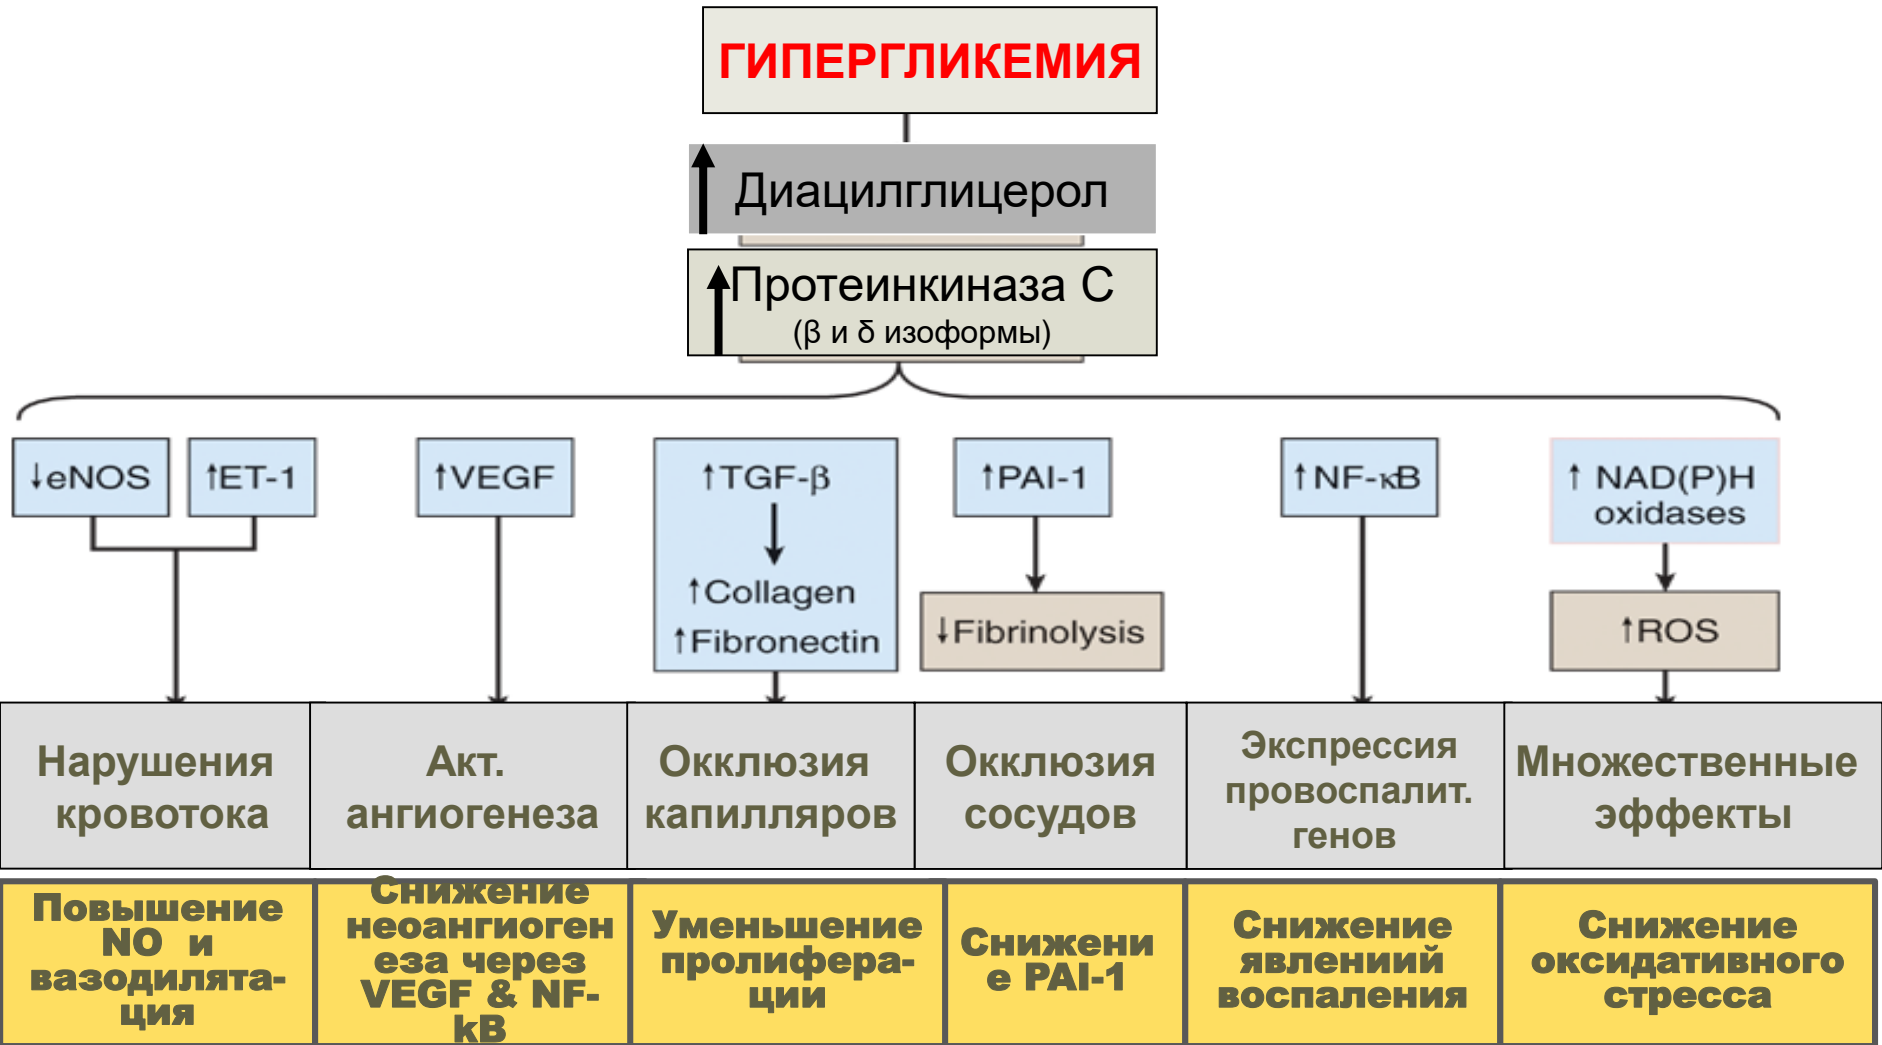 ГИПЕРГЛИКЕМИЯ
Диацилглицерол
Протеинкиназа С
(β и δ изоформы)
↓eNOS
↑ET-1
↑VEGF
↑TGF-β
↑Collagen
↑Fibronectin
↑PAI-1
↓Fibrinolysis
↑NF-κB
↑ NAD(P)H
oxidases
↑ROS
Нарушения
кровотока
Акт.
ангиогенеза
Окклюзия
капилляров
Окклюзия
сосудов
Экспрессия
провоспалит.
генов
Множественные
эффекты
Повышение
NO и
вазодилята-
ция
Снижение
неоангиоген
еза через
VEGF & NF-
kB
Уменьшение
пролифера-
ции
Снижени
е PAI-1
Снижение
явлениий
воспаления
Снижение
оксидативного
стресса